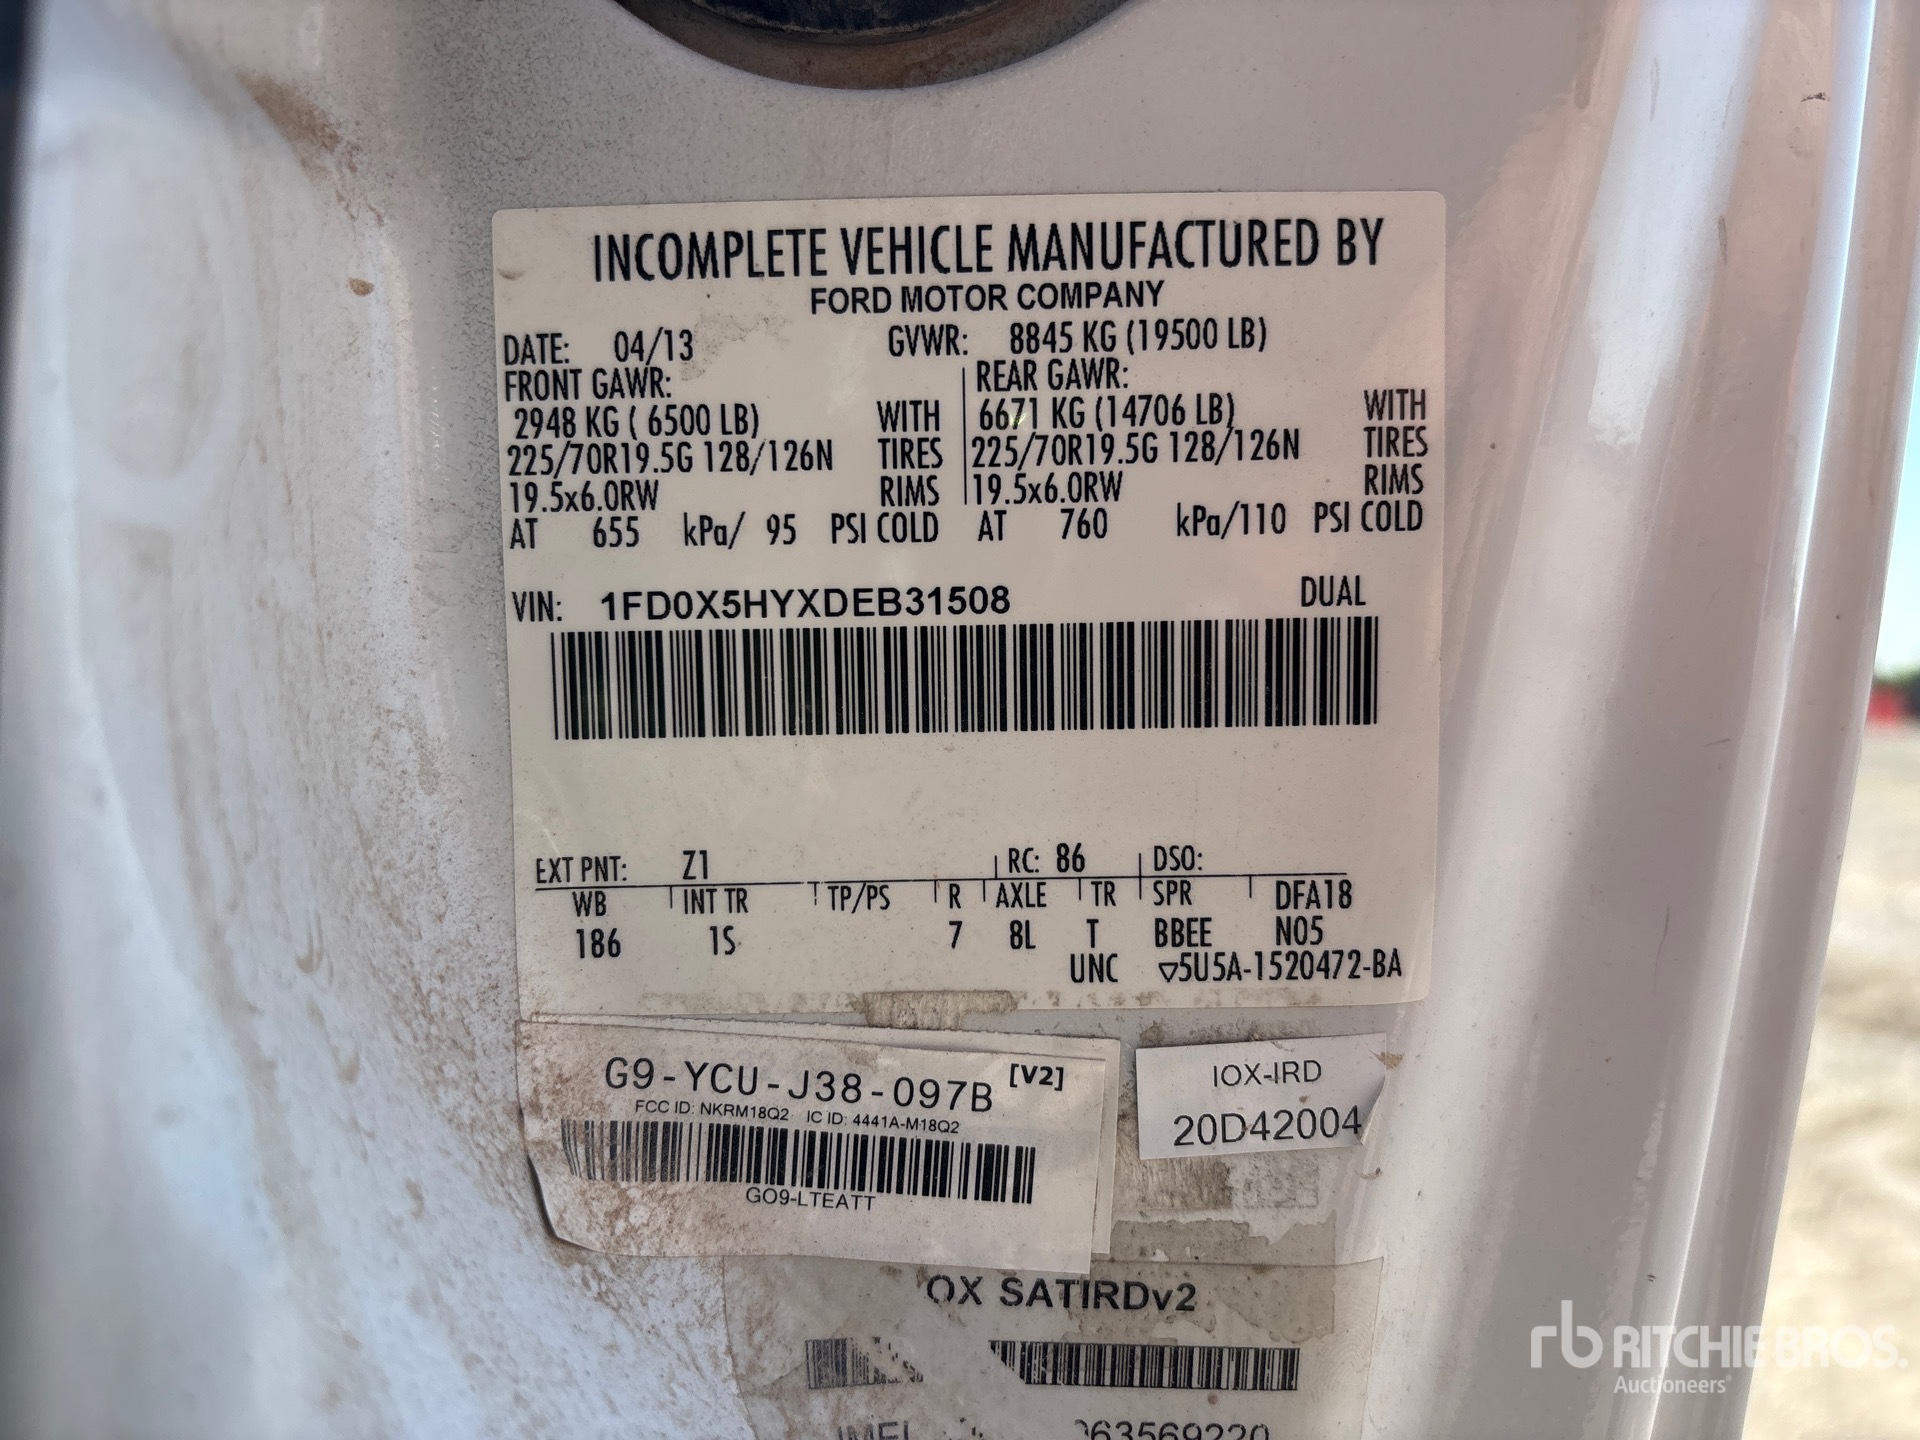 INCOMPLETE VEHICLE MANUFACTURED BY
FORD MOTOR COMPANY
DATE: 04/13 GVWR: 8845 KG (19500 LB)
FRONT GAWR: REAR GAWR:
2948 KG ( 6500 LB) WITH 6671 KG (14706 LB) WITH
225/70R19.5G 128/126N TIRES 225/70R19.5G 128/126N TIRES
19.5x6.0RW RIMS 19.5x6.0RW RIMS
AT 655 kPa/ 95 PSI COLD AT 760 kPa/110 PSI COLD
VIN: 1FD0X5HYXDEB31508 DUAL
EXT PNT: Z1 RC: 86 DSO:
WB INT TR TP/PS R AXLE TR SPR DFA18
186 1S 7 8L T BBEE N05
UNC ▽5U5A-1520472-BA
G9-YCU-J38-097B [V2]
FCC ID: NKRM18Q2 IC ID: 4441A-M18Q2
GO9-LTEATT
IOX-IRD
20D42004
OX SATIRDv2
63569220
rb RITCHIE BROS.
Auctioneers